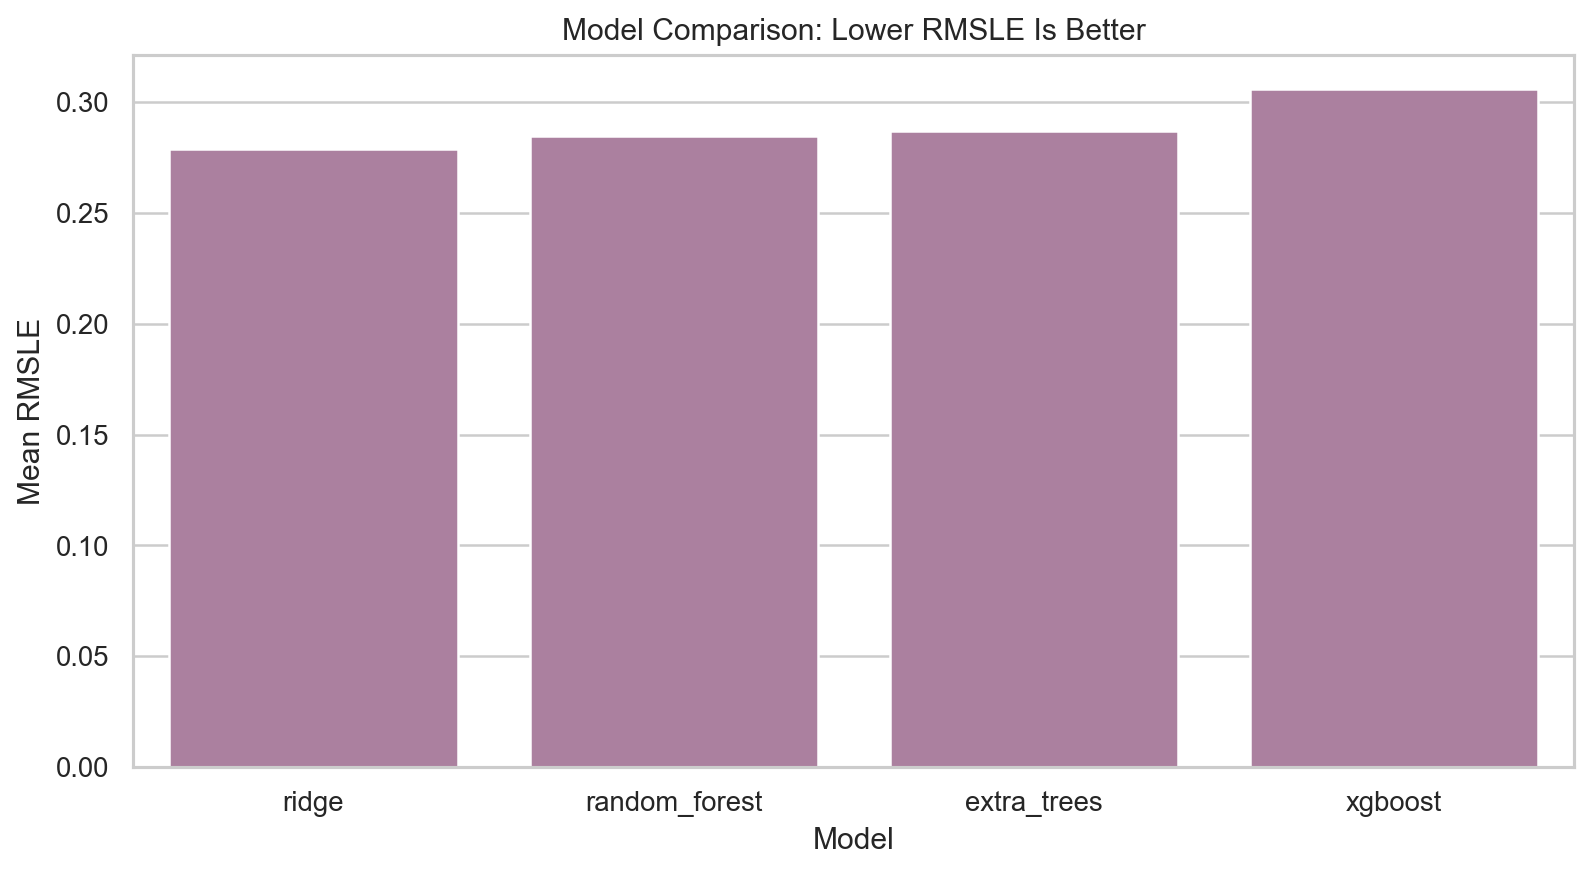 Model Comparison: Lower RMSLE Is Better
Mean RMSLE
0.30
0.25
0.20
0.15
0.10
0.05
0.00
ridge
random_forest
extra_trees
xgboost
Model